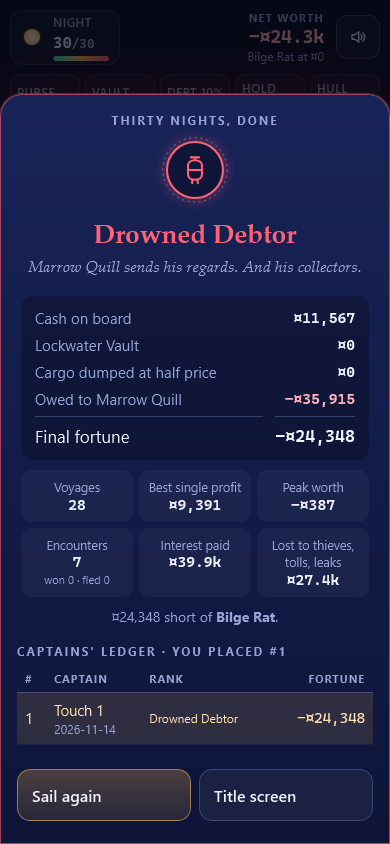 NIGHT
30/30
NET WORTH
−¤24.3k
Bilge Rat at ¤0
PURSE
VAULT
DEBT 10%
HOLD
HULL
THIRTY NIGHTS, DONE
Drowned Debtor
Marrow Quill sends his regards. And his collectors.
Cash on board ¤11,567
Lockwater Vault ¤0
Cargo dumped at half price ¤0
Owed to Marrow Quill −¤35,915
Final fortune −¤24,348
Voyages
28
Best single profit
¤9,391
Peak worth
−¤387
Encounters
7
won 0 · fled 0
Interest paid
¤39.9k
Lost to thieves,
tolls, leaks
¤27.4k
¤24,348 short of Bilge Rat.
CAPTAINS' LEDGER · YOU PLACED #1
# CAPTAIN RANK FORTUNE
1 Touch 1 Drowned Debtor −¤24,348
2026-11-14
Sail again
Title screen